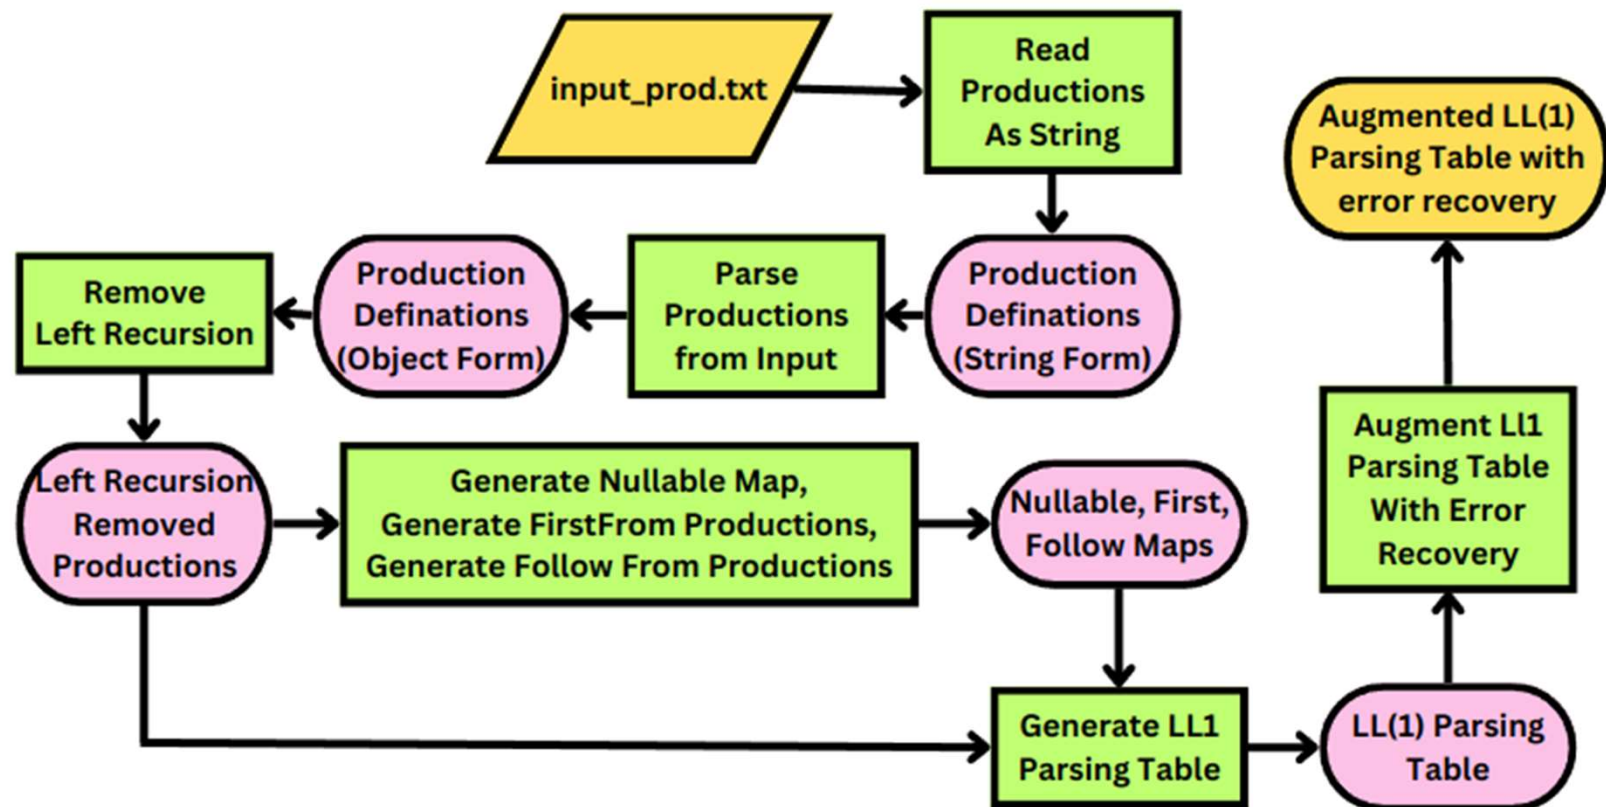 input_prod.txt
Read
Productions
As String
Production
Definations
(String Form)
Parse
Productions
from Input
Production
Definations
(Object Form)
Remove
Left Recursion
Left Recursion
Removed
Productions
Generate Nullable Map,
Generate FirstFrom Productions,
Generate Follow From Productions
Nullable, First,
Follow Maps
Generate LL1
Parsing Table
LL(1) Parsing
Table
Augment Ll1
Parsing Table
With Error
Recovery
Augmented LL(1)
Parsing Table with
error recovery